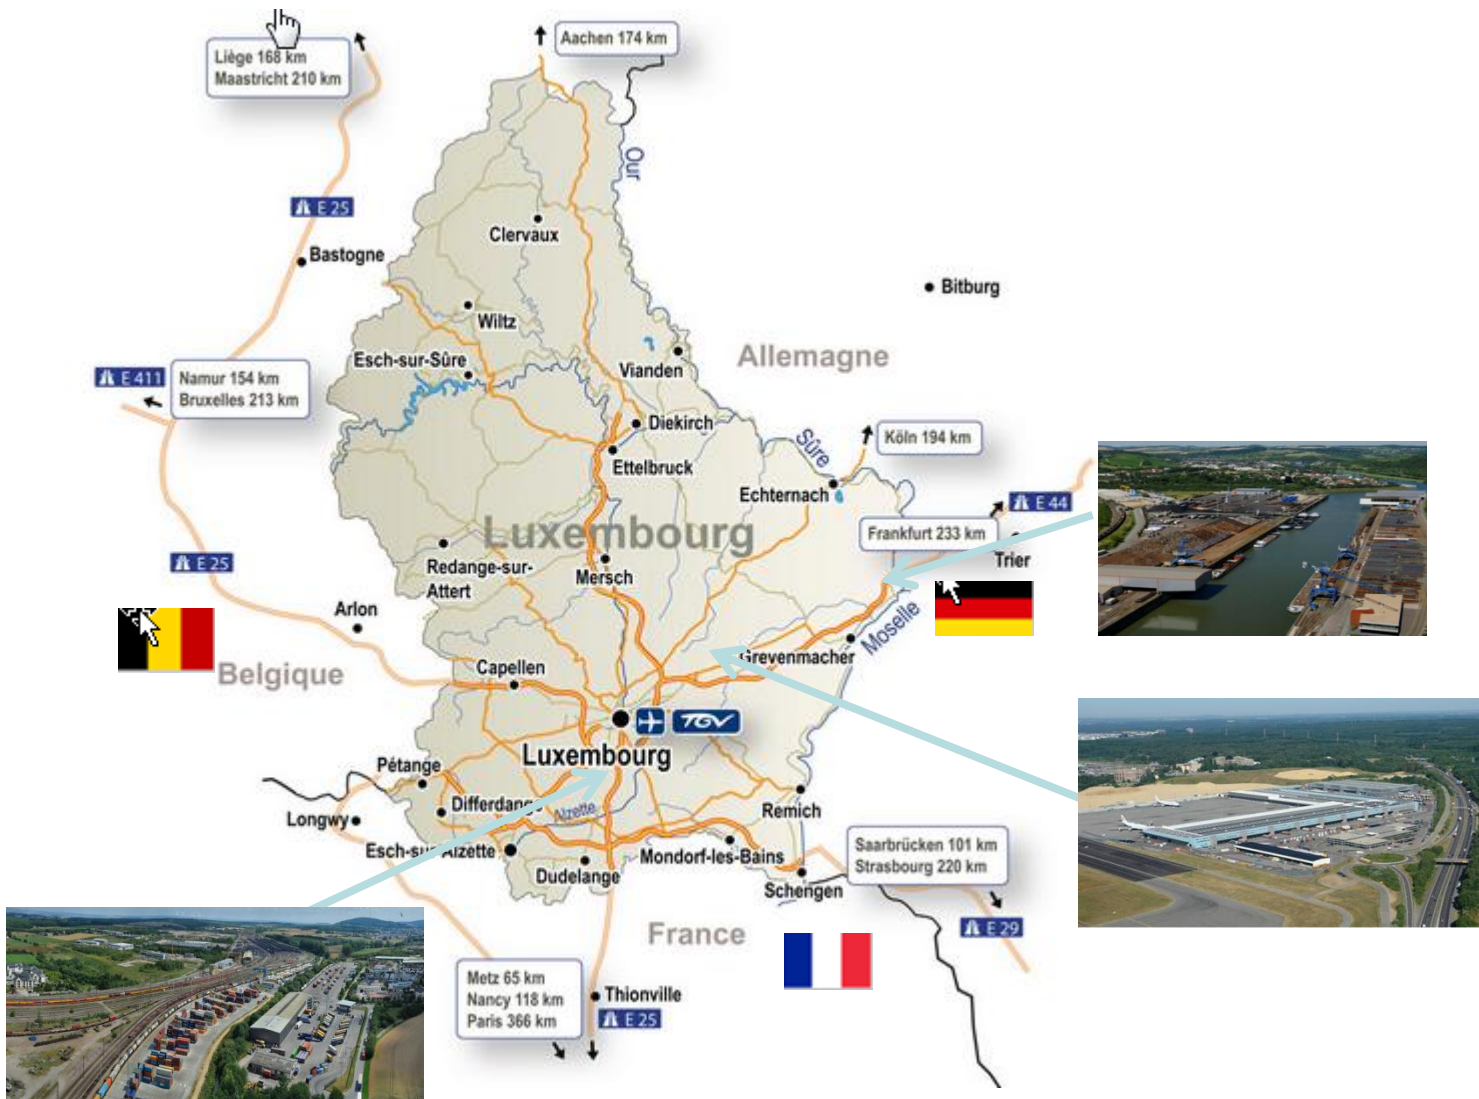 Liège 168 km
Maastricht 210 km
Aachen 174 km
Our
E 25
Clervaux
Bastogne
Bitburg
Wiltz
Allemagne
Esch-sur-Sûre
Vianden
E 411
Namur 154 km
Bruxelles 213 km
Diekirch
Sûre
Köln 194 km
Ettelbruck
Echternach
E 44
Luxembourg
Frankfurt 233 km
Trier
E 25
Redange-sur-
Attert
Mersch
Arlon
Moselle
Grevenmacher
Belgique
Capellen
TGV
Luxembourg
Pétange
Differdange
Alzette
Remich
Longwy
Esch-sur-Alzette
Mondorf-les-Bains
Saarbrücken 101 km
Strasbourg 220 km
Dudelange
Schengen
France
E 29
Metz 65 km
Nancy 118 km
Paris 366 km
Thionville
E 25